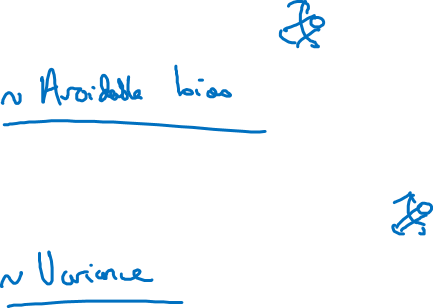 ~ Avoidable bias
~ Variance